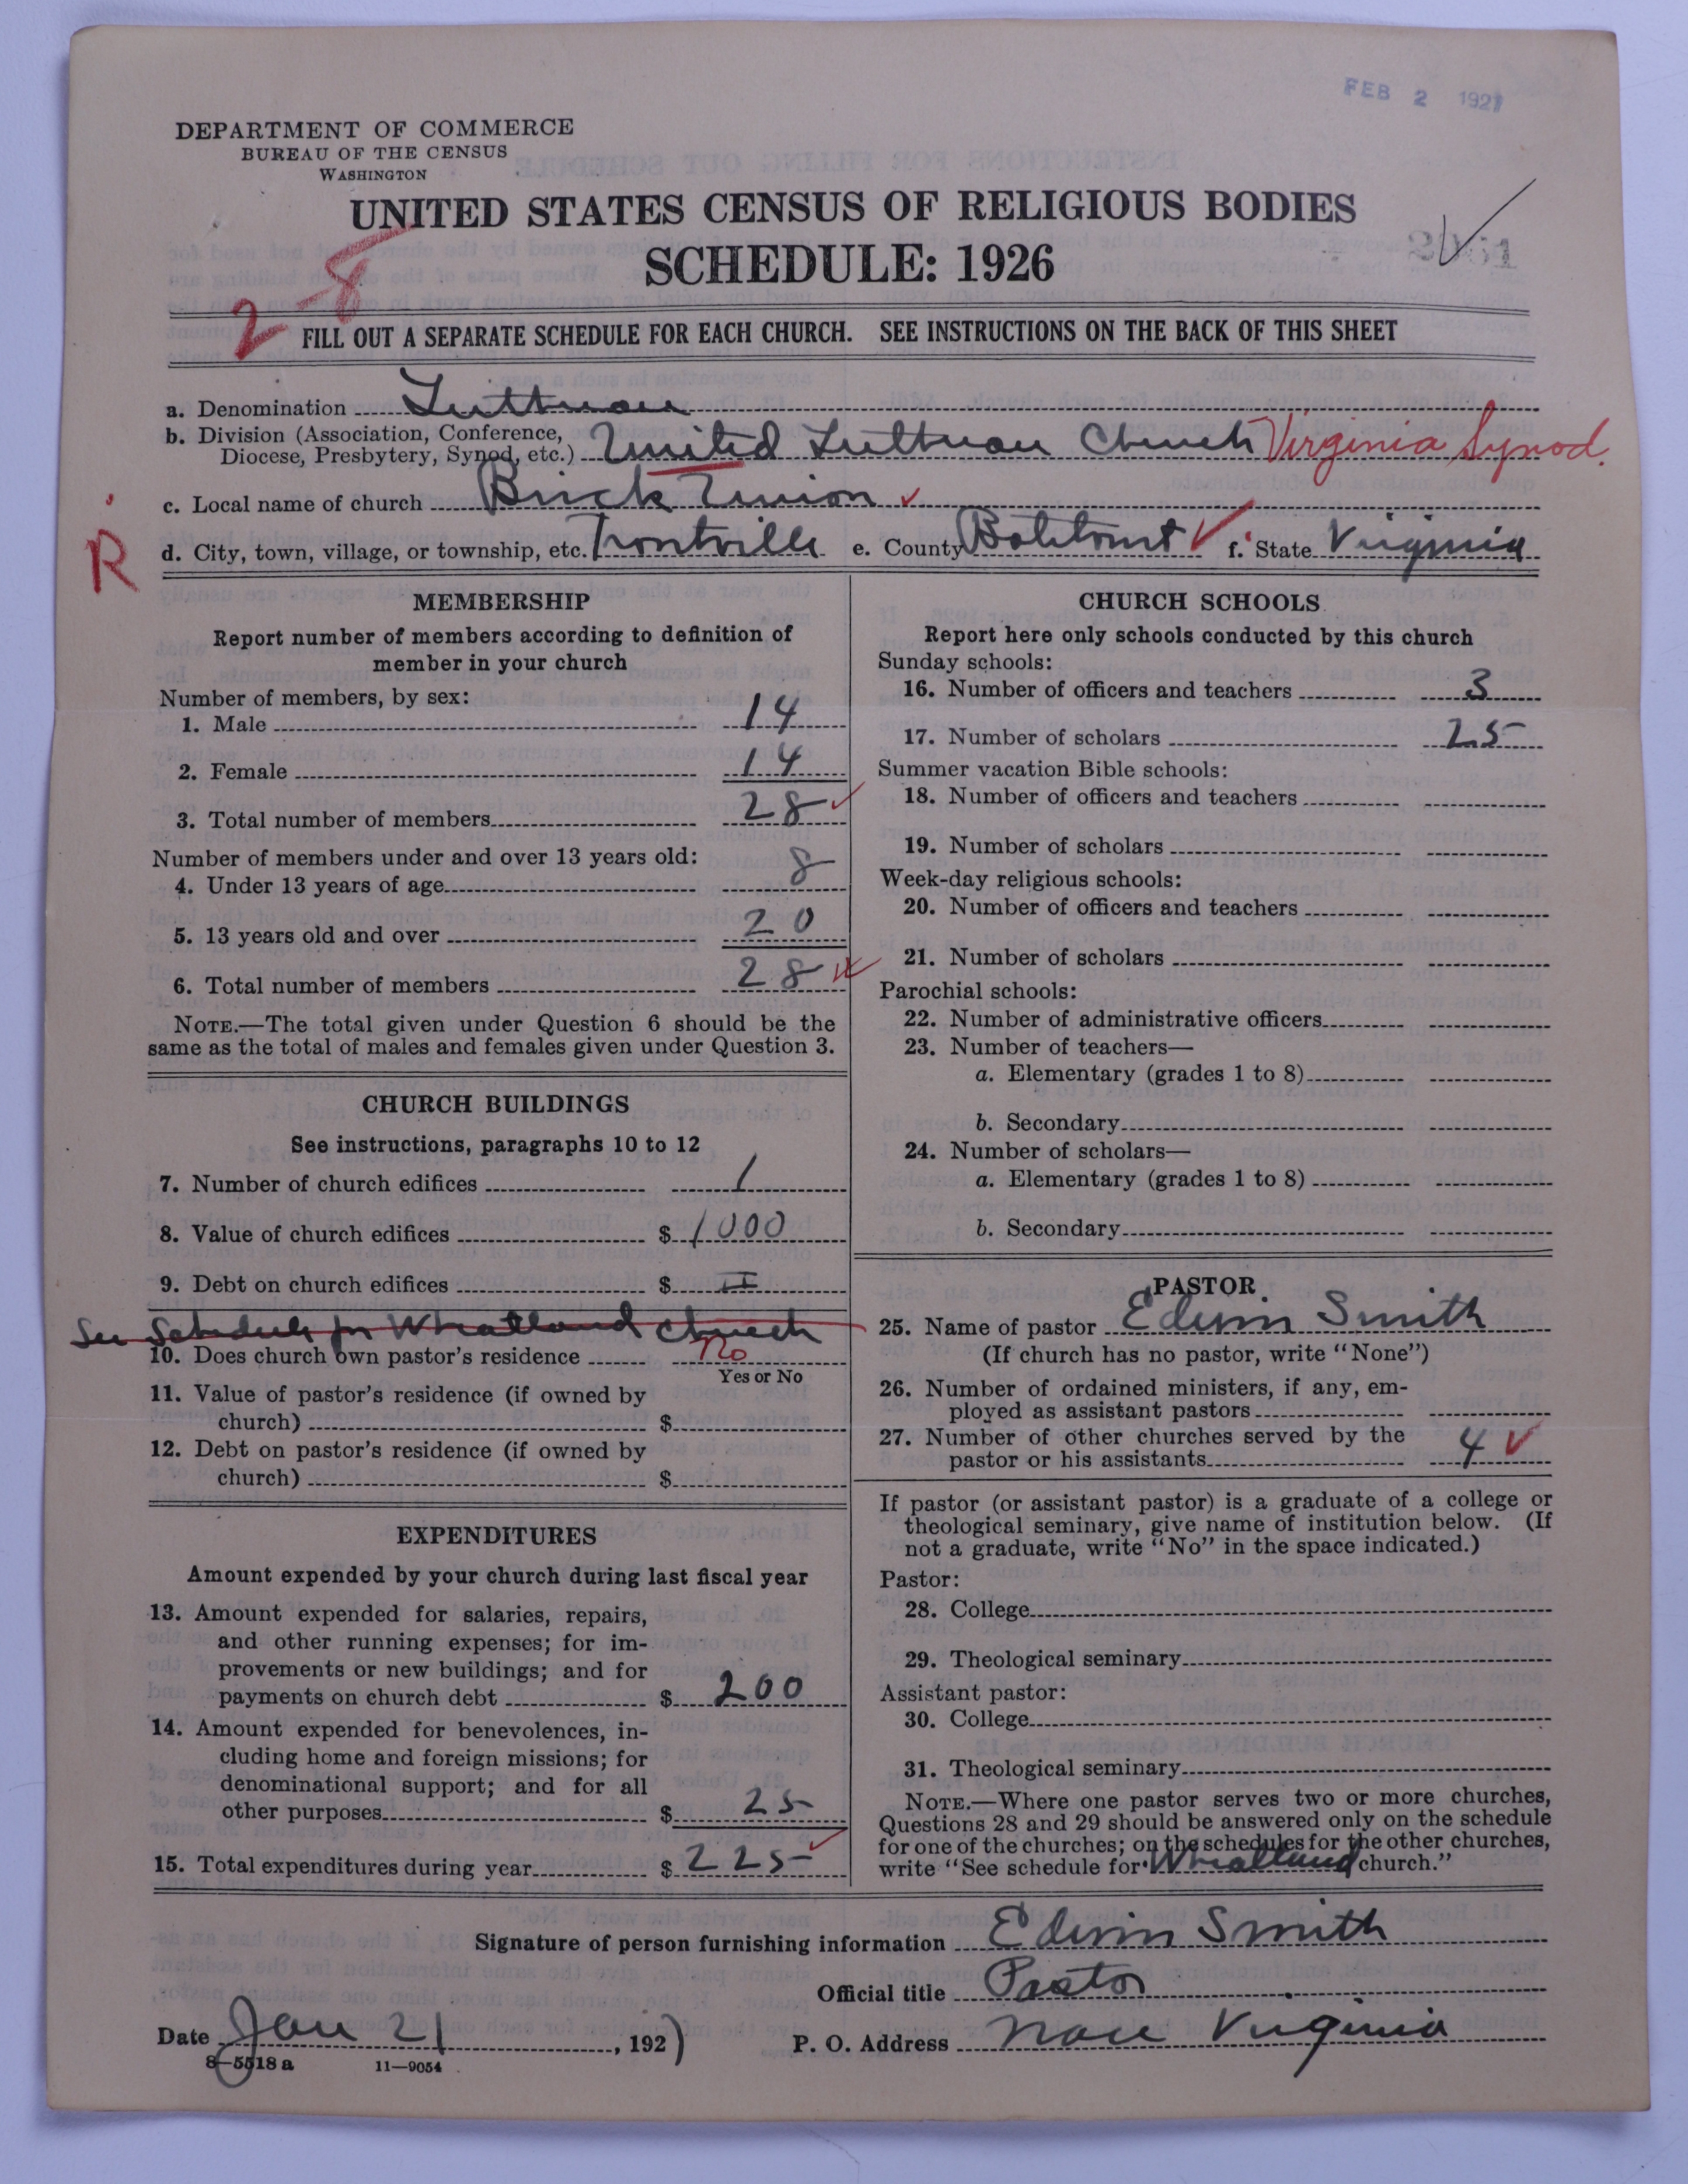 FEB 2 1927
DEPARTMENT OF COMMERCE
BUREAU OF THE CENSUS
WASHINGTON
UNITED STATES CENSUS OF RELIGIOUS BODIES
SCHEDULE: 1926
2-8
FILL OUT A SEPARATE SCHEDULE FOR EACH CHURCH. SEE INSTRUCTIONS ON THE BACK OF THIS SHEET
a. Denomination Lutheran
b. Division (Association, Conference, Diocese, Presbytery, Synod, etc.) United Lutheran Church Virginia Synod.
c. Local name of church Brick Union
R
d. City, town, village, or township, etc. Trontville e. County Botetourt f. State Virginia
MEMBERSHIP
Report number of members according to definition of
member in your church
Number of members, by sex:
1. Male 14
2. Female 14
3. Total number of members 28
Number of members under and over 13 years old:
4. Under 13 years of age 8
5. 13 years old and over 20
6. Total number of members 28
NOTE.—The total given under Question 6 should be the
same as the total of males and females given under Question 3.
CHURCH BUILDINGS
See instructions, paragraphs 10 to 12
7. Number of church edifices 1
8. Value of church edifices $ 1000
9. Debt on church edifices $
See Schedule for Wheatland Church
10. Does church own pastor's residence No
Yes or No
11. Value of pastor's residence (if owned by
church) $
12. Debt on pastor's residence (if owned by
church) $
EXPENDITURES
Amount expended by your church during last fiscal year
13. Amount expended for salaries, repairs,
and other running expenses; for im-
provements or new buildings; and for
payments on church debt $ 200
14. Amount expended for benevolences, in-
cluding home and foreign missions; for
denominational support; and for all
other purposes $ 25
15. Total expenditures during year $ 225
CHURCH SCHOOLS
Report here only schools conducted by this church
Sunday schools:
16. Number of officers and teachers 3
17. Number of scholars 25
Summer vacation Bible schools:
18. Number of officers and teachers
19. Number of scholars
Week-day religious schools:
20. Number of officers and teachers
21. Number of scholars
Parochial schools:
22. Number of administrative officers
23. Number of teachers—
a. Elementary (grades 1 to 8)
b. Secondary
24. Number of scholars—
a. Elementary (grades 1 to 8)
b. Secondary
PASTOR
25. Name of pastor Edwin Smith
(If church has no pastor, write "None")
26. Number of ordained ministers, if any, em-
ployed as assistant pastors
27. Number of other churches served by the
pastor or his assistants 4
If pastor (or assistant pastor) is a graduate of a college or
theological seminary, give name of institution below. (If
not a graduate, write "No" in the space indicated.)
Pastor:
28. College
29. Theological seminary
Assistant pastor:
30. College
31. Theological seminary
NOTE.—Where one pastor serves two or more churches,
Questions 28 and 29 should be answered only on the schedule
for one of the churches; on the schedules for the other churches,
write "See schedule for Wheatland church."
Signature of person furnishing information Edwin Smith
Official title Pastor
Date Jan 21, 1927 P. O. Address Nace Virginia
8-5518 a 11-9054